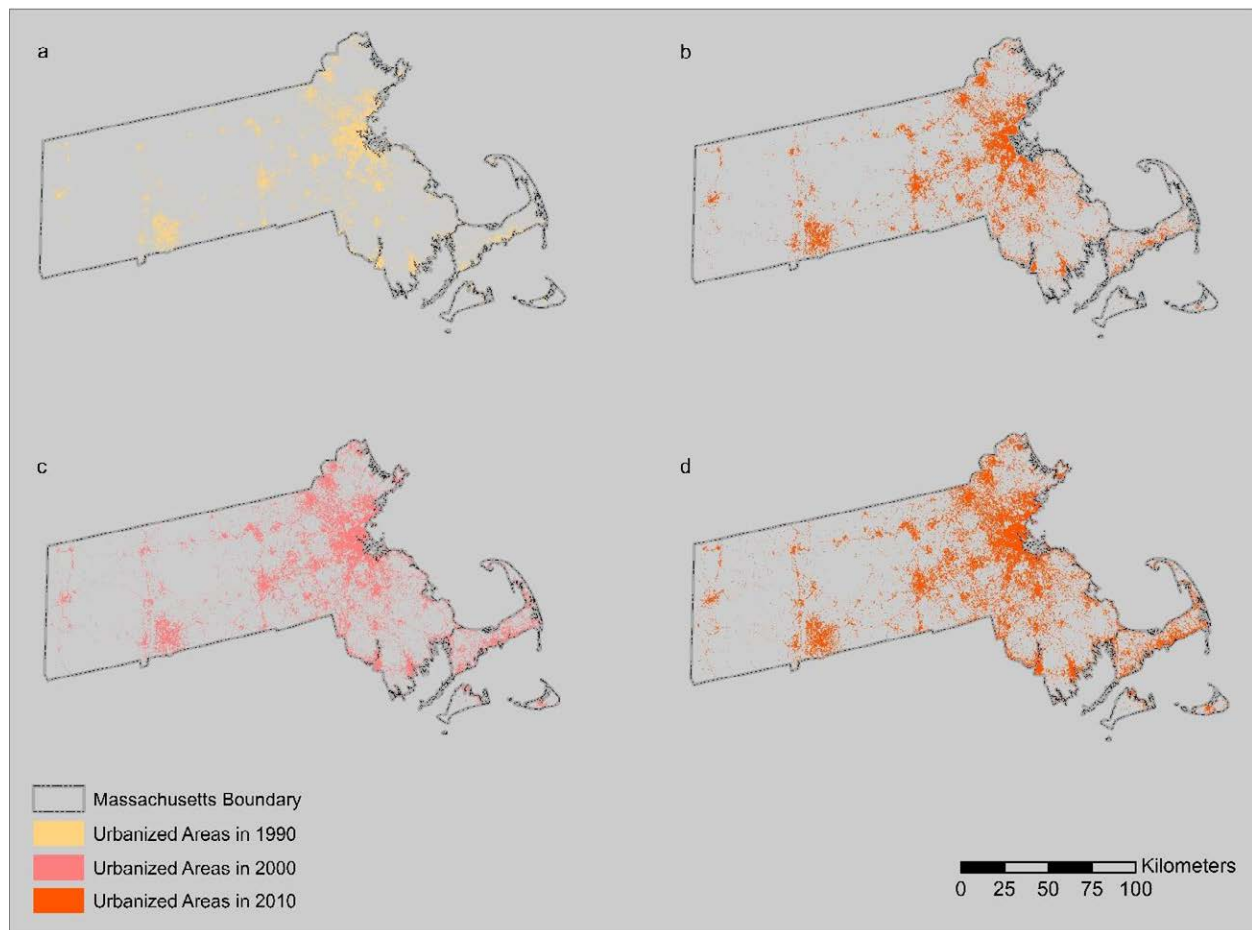 a
b
c
d
Massachusetts Boundary
Urbanized Areas in 1990
Urbanized Areas in 2000
Urbanized Areas in 2010
Kilometers
0 25 50 75 100